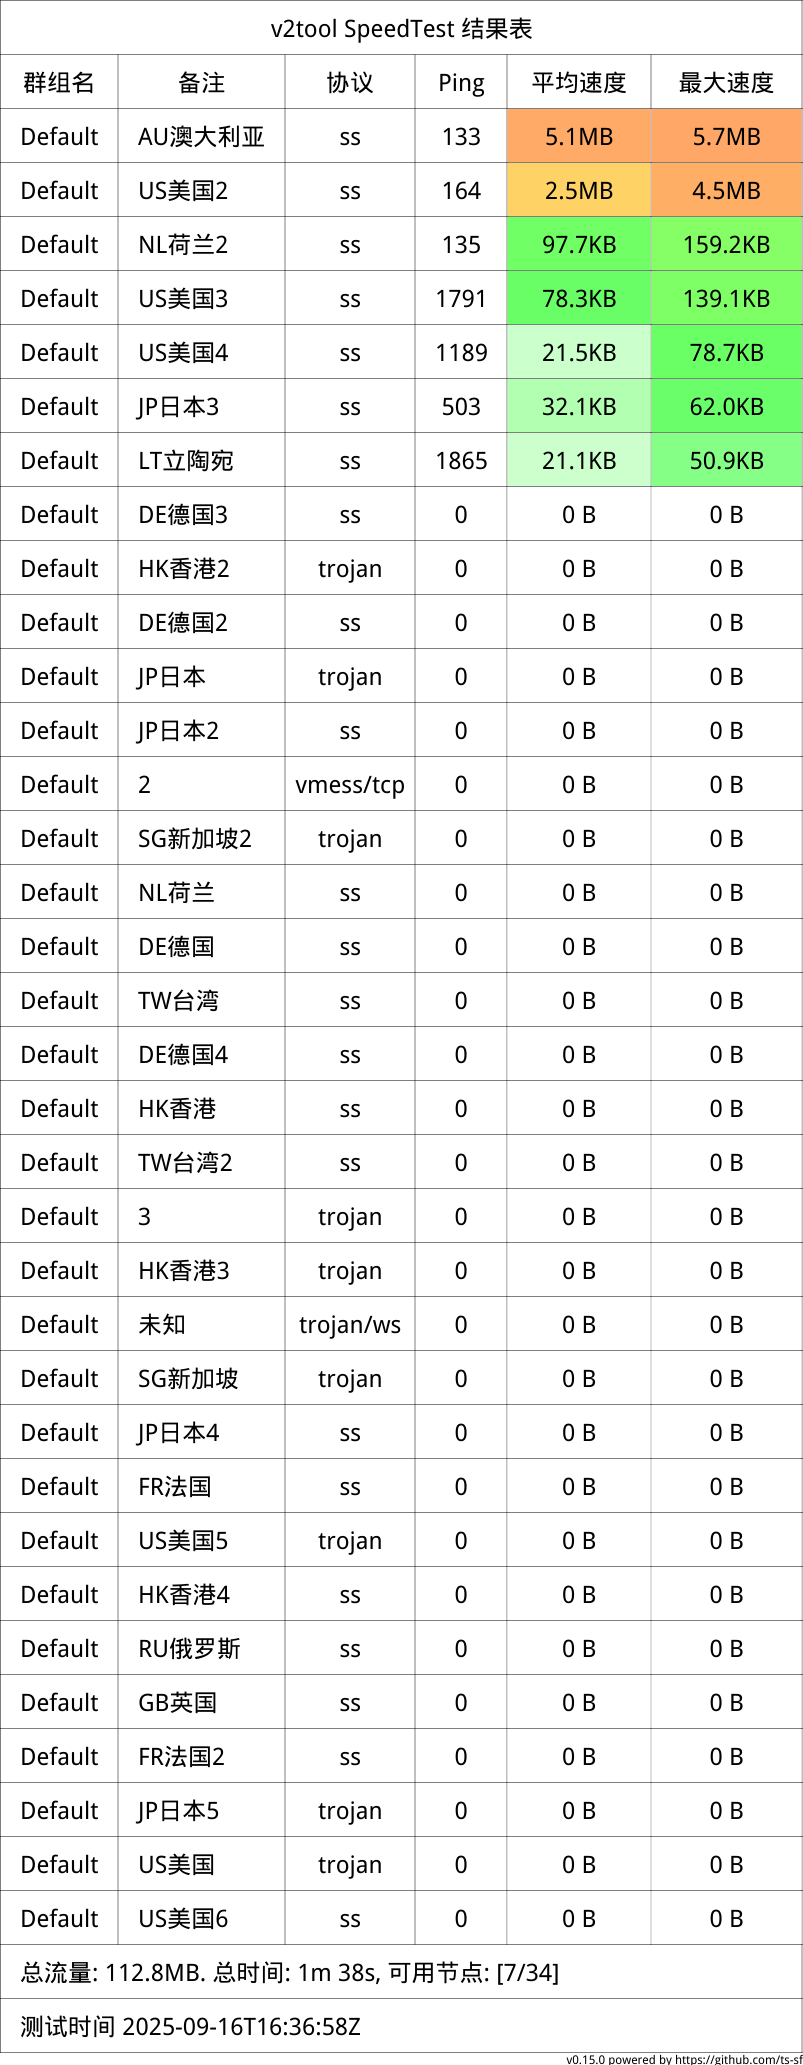 v2tool SpeedTest 结果表
群组名 备注 协议 Ping 平均速度 最大速度
Default AU澳大利亚 ss 133 5.1MB 5.7MB
Default US美国2 ss 164 2.5MB 4.5MB
Default NL荷兰2 ss 135 97.7KB 159.2KB
Default US美国3 ss 1791 78.3KB 139.1KB
Default US美国4 ss 1189 21.5KB 78.7KB
Default JP日本3 ss 503 32.1KB 62.0KB
Default LT立陶宛 ss 1865 21.1KB 50.9KB
Default DE德国3 ss 0 0 B 0 B
Default HK香港2 trojan 0 0 B 0 B
Default DE德国2 ss 0 0 B 0 B
Default JP日本 trojan 0 0 B 0 B
Default JP日本2 ss 0 0 B 0 B
Default 2 vmess/tcp 0 0 B 0 B
Default SG新加坡2 trojan 0 0 B 0 B
Default NL荷兰 ss 0 0 B 0 B
Default DE德国 ss 0 0 B 0 B
Default TW台湾 ss 0 0 B 0 B
Default DE德国4 ss 0 0 B 0 B
Default HK香港 ss 0 0 B 0 B
Default TW台湾2 ss 0 0 B 0 B
Default 3 trojan 0 0 B 0 B
Default HK香港3 trojan 0 0 B 0 B
Default 未知 trojan/ws 0 0 B 0 B
Default SG新加坡 trojan 0 0 B 0 B
Default JP日本4 ss 0 0 B 0 B
Default FR法国 ss 0 0 B 0 B
Default US美国5 trojan 0 0 B 0 B
Default HK香港4 ss 0 0 B 0 B
Default RU俄罗斯 ss 0 0 B 0 B
Default GB英国 ss 0 0 B 0 B
Default FR法国2 ss 0 0 B 0 B
Default JP日本5 trojan 0 0 B 0 B
Default US美国 trojan 0 0 B 0 B
Default US美国6 ss 0 0 B 0 B
总流量: 112.8MB. 总时间: 1m 38s, 可用节点: [7/34]
测试时间 2025-09-16T16:36:58Z
v0.15.0 powered by https://github.com/ts-sf